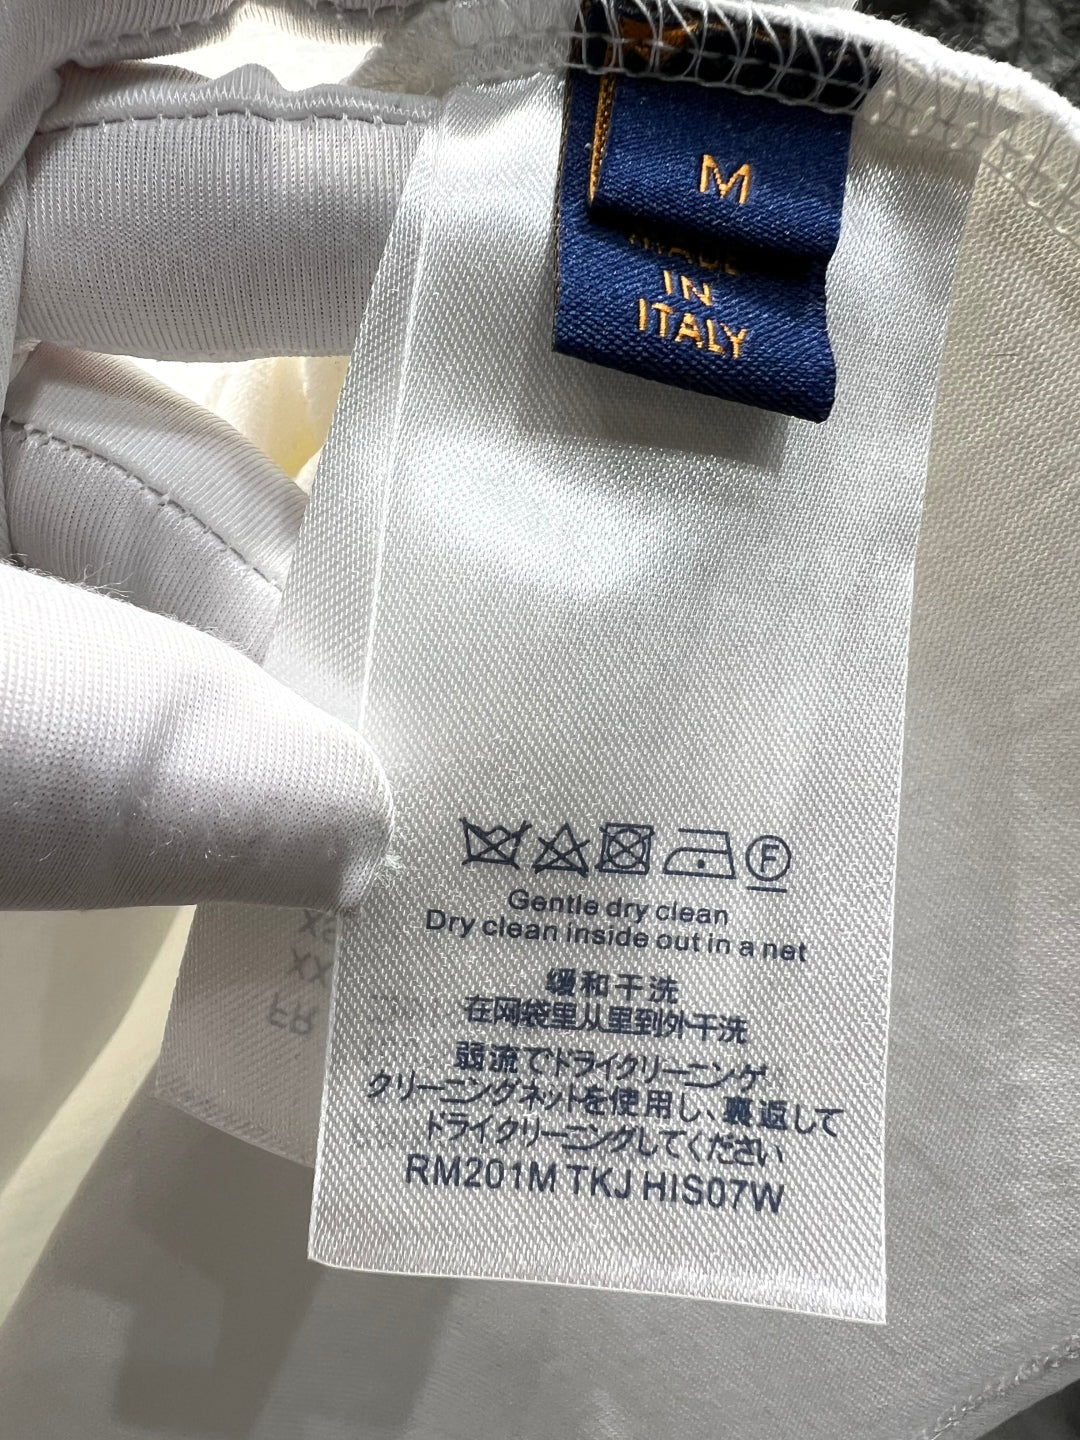 M
MADE
IN
ITALY
F
Gentle dry clean
Dry clean inside out in a net
缓和干洗
在网袋里从里到外干洗
弱流でドライクリーニンゲ
クリーニングネットを使用し、裏返して
ドライクリーニングしてください
RM201M TKJ HIS07W
FR